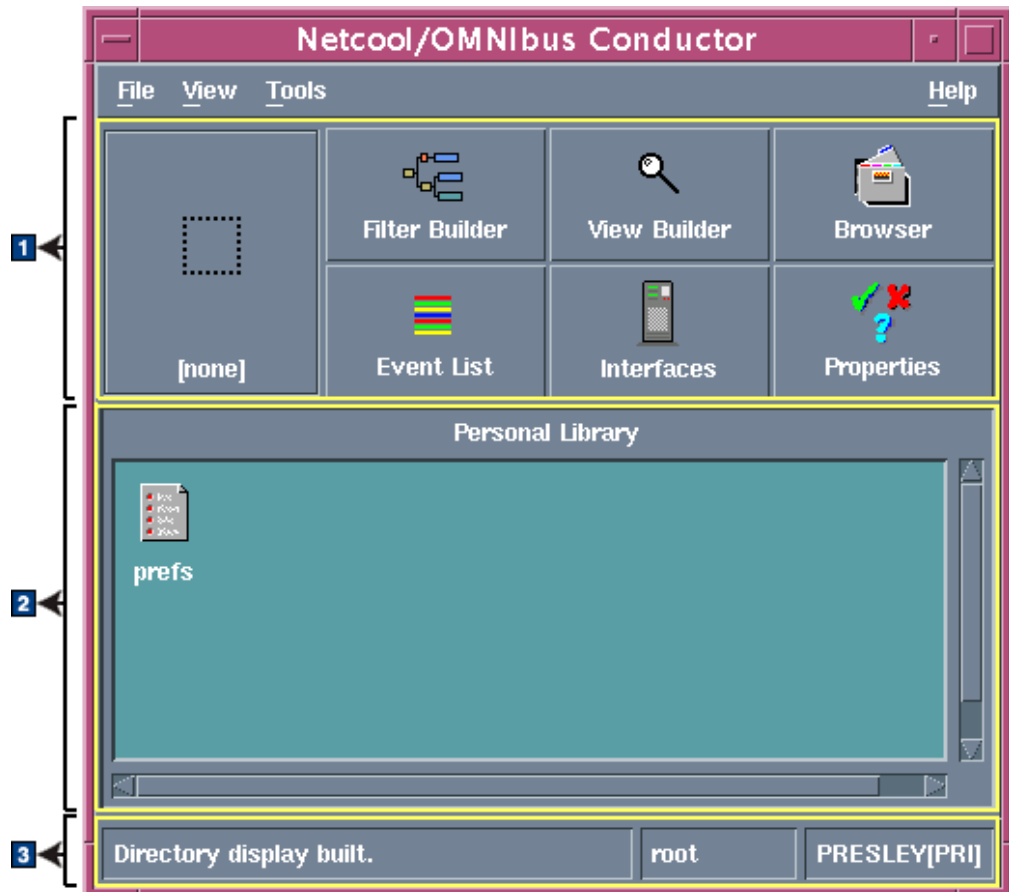 Netcool/OMNIbus Conductor
File View Tools Help
1
Filter Builder View Builder Browser
[none] Event List Interfaces Properties
Personal Library
prefs
2
3
Directory display built. root PRESLEY[PRI]